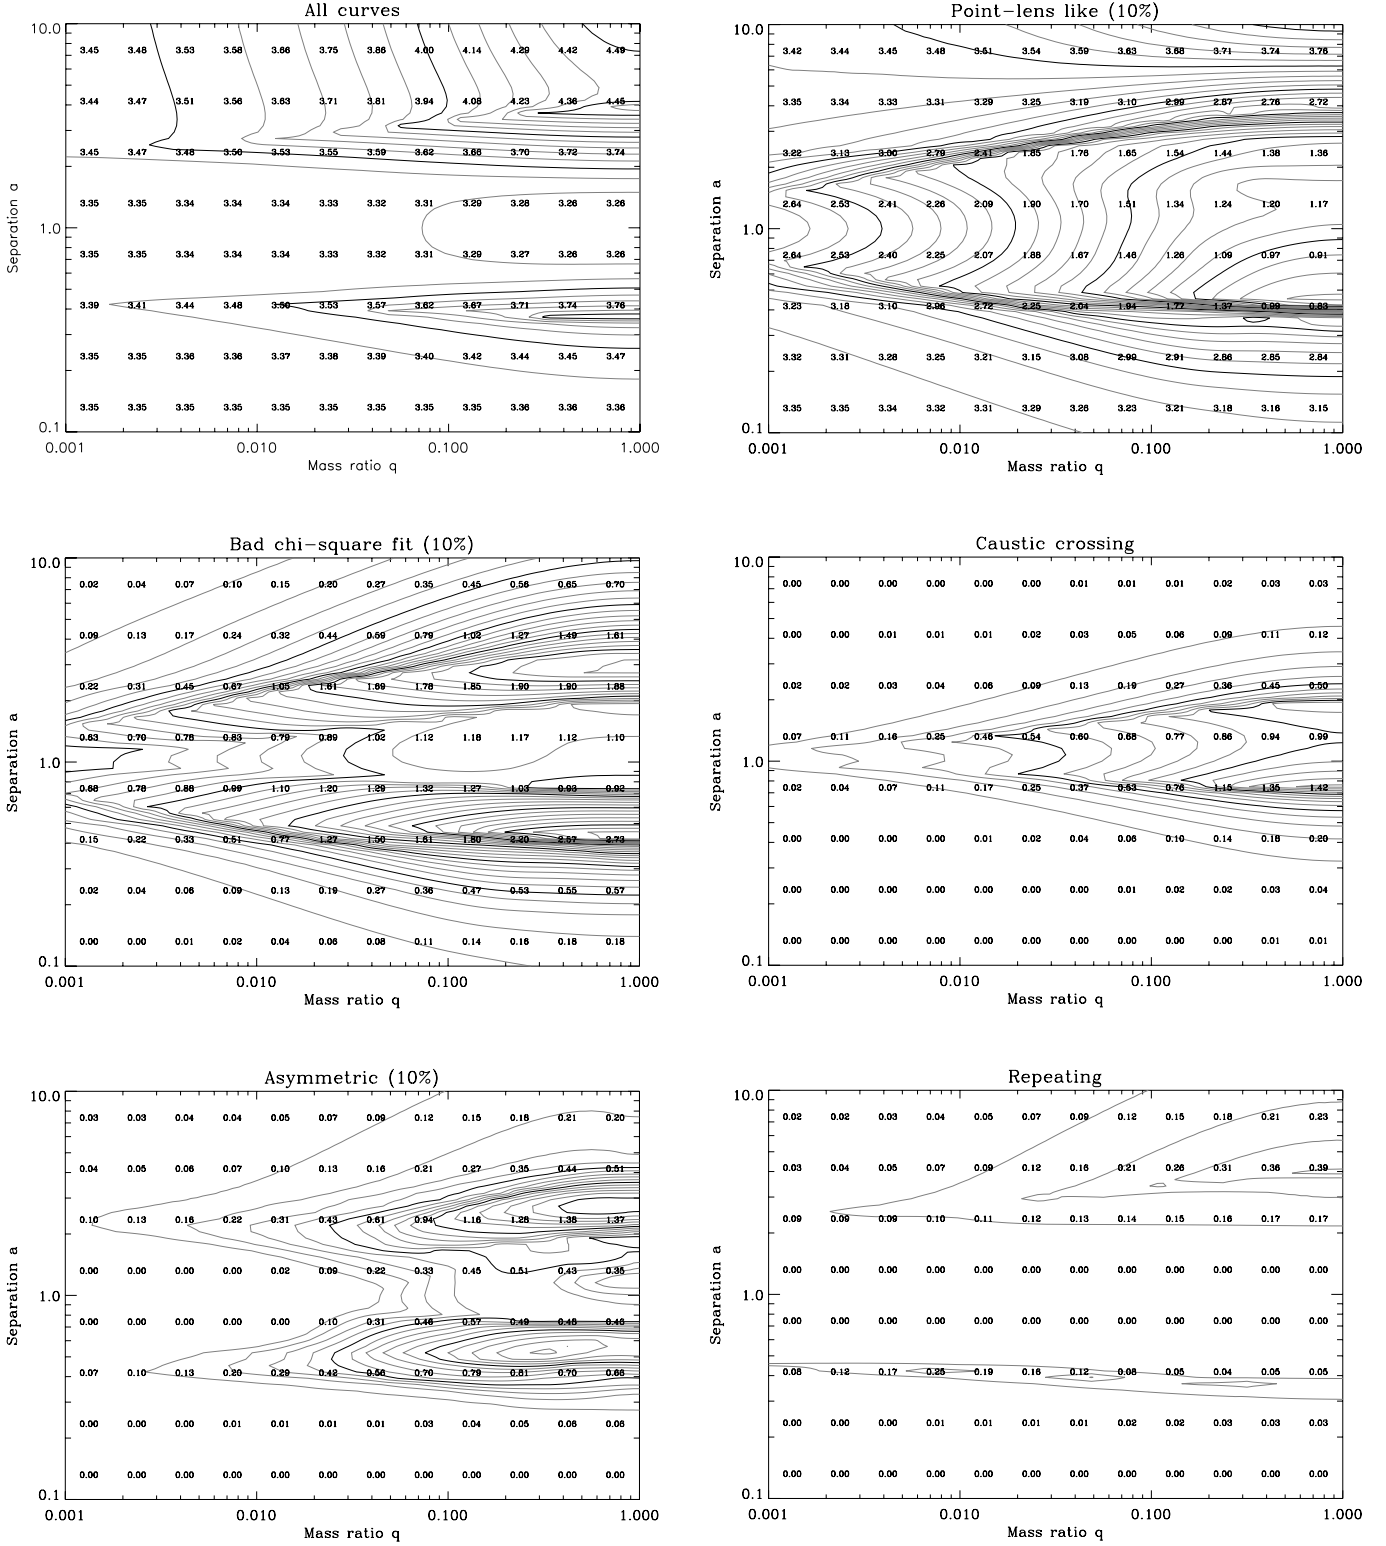 All curves
10.0
3.45 3.48 3.53 3.58 3.66 3.75 3.86 4.00 4.14 4.29 4.42 4.49
3.44 3.47 3.51 3.56 3.63 3.71 3.81 3.94 4.08 4.23 4.36 4.45
3.45 3.47 3.48 3.50 3.53 3.55 3.59 3.62 3.66 3.70 3.72 3.74
3.35 3.35 3.34 3.34 3.34 3.33 3.32 3.31 3.29 3.28 3.26 3.26
1.0
3.35 3.35 3.34 3.34 3.34 3.33 3.32 3.31 3.29 3.27 3.26 3.26
3.39 3.41 3.44 3.48 3.50 3.53 3.57 3.62 3.67 3.71 3.74 3.76
3.35 3.35 3.36 3.36 3.37 3.38 3.39 3.40 3.42 3.44 3.45 3.47
3.35 3.35 3.35 3.35 3.35 3.35 3.35 3.35 3.35 3.36 3.36 3.36
0.1
0.001 0.010 0.100 1.000
Mass ratio q
Separation a
Point-lens like (10%)
10.0
3.42 3.44 3.45 3.48 3.51 3.54 3.59 3.63 3.68 3.71 3.74 3.76
3.35 3.34 3.33 3.31 3.29 3.25 3.19 3.10 2.99 2.87 2.76 2.72
3.22 3.13 3.00 2.79 2.41 1.85 1.76 1.65 1.54 1.44 1.38 1.36
2.64 2.53 2.41 2.26 2.09 1.90 1.70 1.51 1.34 1.24 1.20 1.17
1.0
2.64 2.53 2.40 2.25 2.07 1.88 1.67 1.46 1.26 1.09 0.97 0.91
3.23 3.18 3.10 2.96 2.72 2.25 2.04 1.94 1.77 1.37 0.99 0.83
3.32 3.31 3.28 3.25 3.21 3.15 3.08 2.99 2.91 2.86 2.85 2.84
3.35 3.35 3.34 3.32 3.31 3.29 3.26 3.23 3.21 3.18 3.16 3.15
0.1
0.001 0.010 0.100 1.000
Mass ratio q
Separation a
Bad chi-square fit (10%)
10.0
0.02 0.04 0.07 0.10 0.15 0.20 0.27 0.35 0.45 0.56 0.65 0.70
0.09 0.13 0.17 0.24 0.32 0.44 0.59 0.79 1.02 1.27 1.49 1.61
0.22 0.31 0.45 0.67 1.05 1.61 1.69 1.78 1.85 1.90 1.90 1.88
0.63 0.70 0.78 0.83 0.79 0.89 1.02 1.12 1.18 1.17 1.12 1.10
1.0
0.68 0.78 0.88 0.99 1.10 1.20 1.29 1.32 1.27 1.03 0.93 0.92
0.15 0.22 0.33 0.51 0.77 1.27 1.50 1.61 1.80 2.20 2.57 2.73
0.02 0.04 0.06 0.09 0.13 0.19 0.27 0.36 0.47 0.53 0.55 0.57
0.00 0.00 0.01 0.02 0.04 0.06 0.08 0.11 0.14 0.16 0.18 0.18
0.1
0.001 0.010 0.100 1.000
Mass ratio q
Separation a
Caustic crossing
10.0
0.00 0.00 0.00 0.00 0.00 0.00 0.01 0.01 0.01 0.02 0.03 0.03
0.00 0.00 0.01 0.01 0.01 0.02 0.03 0.05 0.06 0.09 0.11 0.12
0.02 0.02 0.03 0.04 0.06 0.09 0.13 0.19 0.27 0.36 0.45 0.50
0.07 0.11 0.16 0.25 0.46 0.54 0.60 0.68 0.77 0.86 0.94 0.99
1.0
0.02 0.04 0.07 0.11 0.17 0.25 0.37 0.53 0.76 1.15 1.35 1.42
0.00 0.00 0.00 0.00 0.01 0.02 0.04 0.06 0.10 0.14 0.18 0.20
0.00 0.00 0.00 0.00 0.00 0.00 0.00 0.01 0.02 0.02 0.03 0.04
0.00 0.00 0.00 0.00 0.00 0.00 0.00 0.00 0.00 0.00 0.01 0.01
0.1
0.001 0.010 0.100 1.000
Mass ratio q
Separation a
Asymmetric (10%)
10.0
0.03 0.03 0.04 0.04 0.05 0.07 0.09 0.12 0.15 0.18 0.21 0.20
0.04 0.05 0.06 0.07 0.10 0.13 0.16 0.21 0.27 0.35 0.44 0.51
0.10 0.13 0.16 0.22 0.31 0.43 0.61 0.94 1.16 1.28 1.38 1.37
0.00 0.00 0.00 0.00 0.02 0.09 0.22 0.33 0.45 0.51 0.43 0.35
1.0
0.00 0.00 0.00 0.00 0.00 0.10 0.31 0.46 0.57 0.49 0.46 0.46
0.07 0.10 0.13 0.20 0.29 0.42 0.56 0.70 0.79 0.81 0.70 0.66
0.00 0.00 0.00 0.01 0.01 0.01 0.01 0.03 0.04 0.05 0.06 0.06
0.00 0.00 0.00 0.00 0.00 0.00 0.00 0.00 0.00 0.00 0.00 0.00
0.1
0.001 0.010 0.100 1.000
Mass ratio q
Separation a
Repeating
10.0
0.02 0.02 0.03 0.04 0.05 0.07 0.09 0.12 0.15 0.18 0.21 0.23
0.03 0.04 0.05 0.07 0.09 0.12 0.16 0.21 0.26 0.31 0.36 0.39
0.09 0.09 0.09 0.10 0.11 0.12 0.13 0.14 0.15 0.16 0.17 0.17
0.00 0.00 0.00 0.00 0.00 0.00 0.00 0.00 0.00 0.00 0.00 0.00
1.0
0.00 0.00 0.00 0.00 0.00 0.00 0.00 0.00 0.00 0.00 0.00 0.00
0.08 0.12 0.17 0.25 0.19 0.16 0.12 0.08 0.05 0.04 0.05 0.05
0.00 0.00 0.00 0.01 0.01 0.01 0.01 0.02 0.02 0.03 0.03 0.03
0.00 0.00 0.00 0.00 0.00 0.00 0.00 0.00 0.00 0.00 0.00 0.00
0.1
0.001 0.010 0.100 1.000
Mass ratio q
Separation a